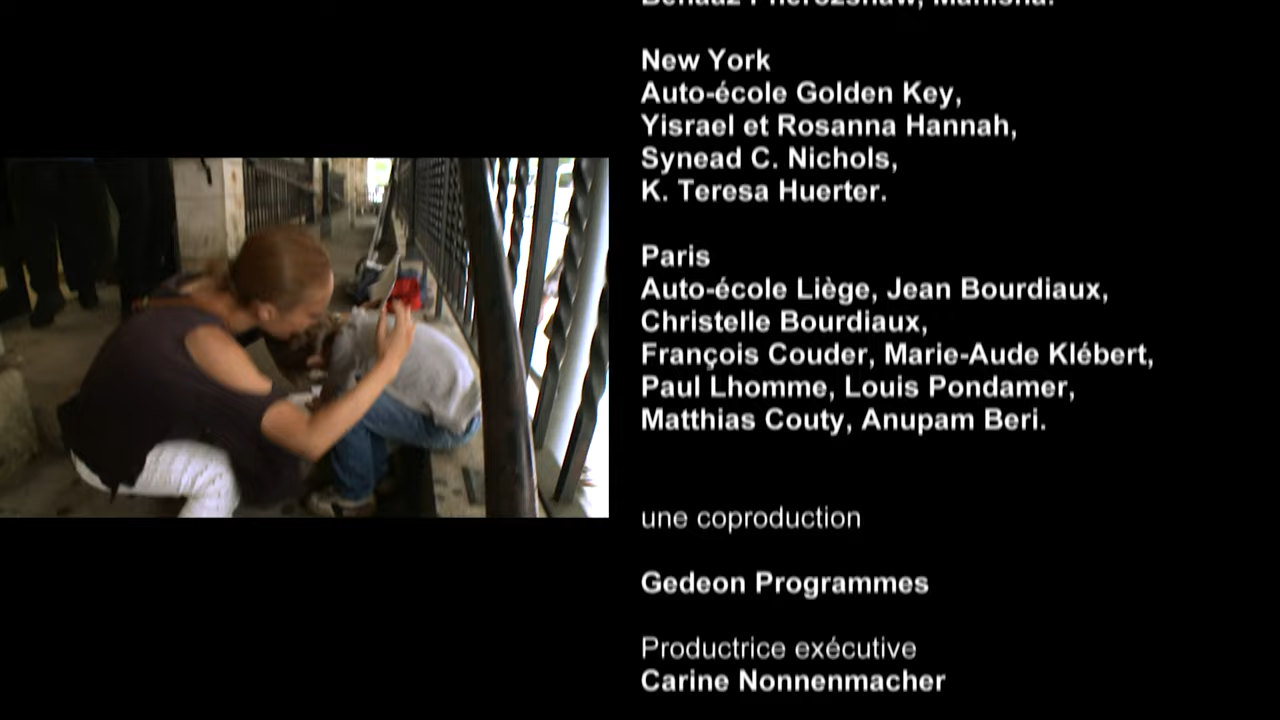 New York
Auto-école Golden Key,
Yisrael et Rosanna Hannah,
Synead C. Nichols,
K. Teresa Huerter.
Paris
Auto-école Liège, Jean Bourdiaux,
Christelle Bourdiaux,
François Couder, Marie-Aude Klébert,
Paul Lhomme, Louis Pondamer,
Matthias Couty, Anupam Beri.
une coproduction
Gedeon Programmes
Productrice exécutive
Carine Nonnenmacher